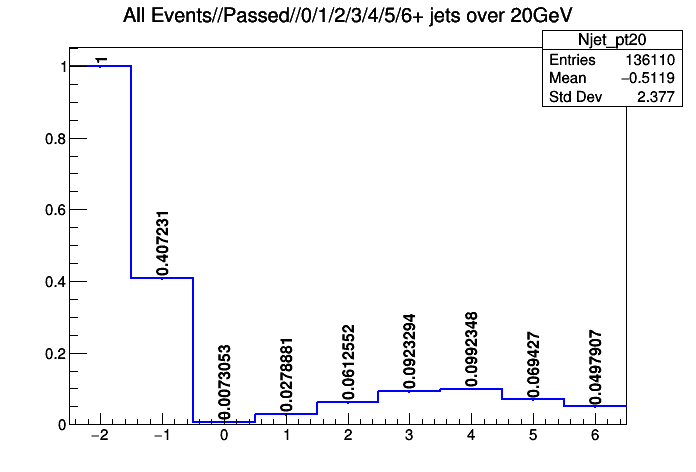 All Events//Passed//0/1/2/3/4/5/6+ jets over 20GeV
Njet_pt20
Entries 136110
Mean −0.5119
Std Dev 2.377
1
0.8
0.6
0.4
0.2
0
1
0.407231
0.0073053
0.0278881
0.0612552
0.0923294
0.0992348
0.069427
0.0497907
−2 −1 0 1 2 3 4 5 6